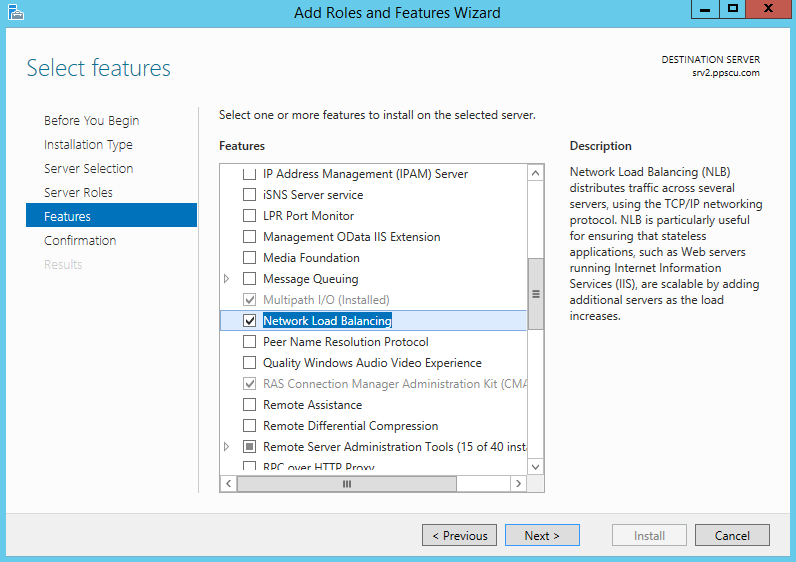 Add Roles and Features Wizard
Select features
DESTINATION SERVER
srv2.ppscu.com
Before You Begin
Installation Type
Server Selection
Server Roles
Features
Confirmation
Results
Select one or more features to install on the selected server.
Features
IP Address Management (IPAM) Server
iSNS Server service
LPR Port Monitor
Management OData IIS Extension
Media Foundation
Message Queuing
Multipath I/O (Installed)
Network Load Balancing
Peer Name Resolution Protocol
Quality Windows Audio Video Experience
RAS Connection Manager Administration Kit (CMA
Remote Assistance
Remote Differential Compression
Remote Server Administration Tools (15 of 40 inst
RPC over HTTP Proxy
Description
Network Load Balancing (NLB)
distributes traffic across several
servers, using the TCP/IP networking
protocol. NLB is particularly useful
for ensuring that stateless
applications, such as Web servers
running Internet Information
Services (IIS), are scalable by adding
additional servers as the load
increases.
< Previous
Next >
Install
Cancel